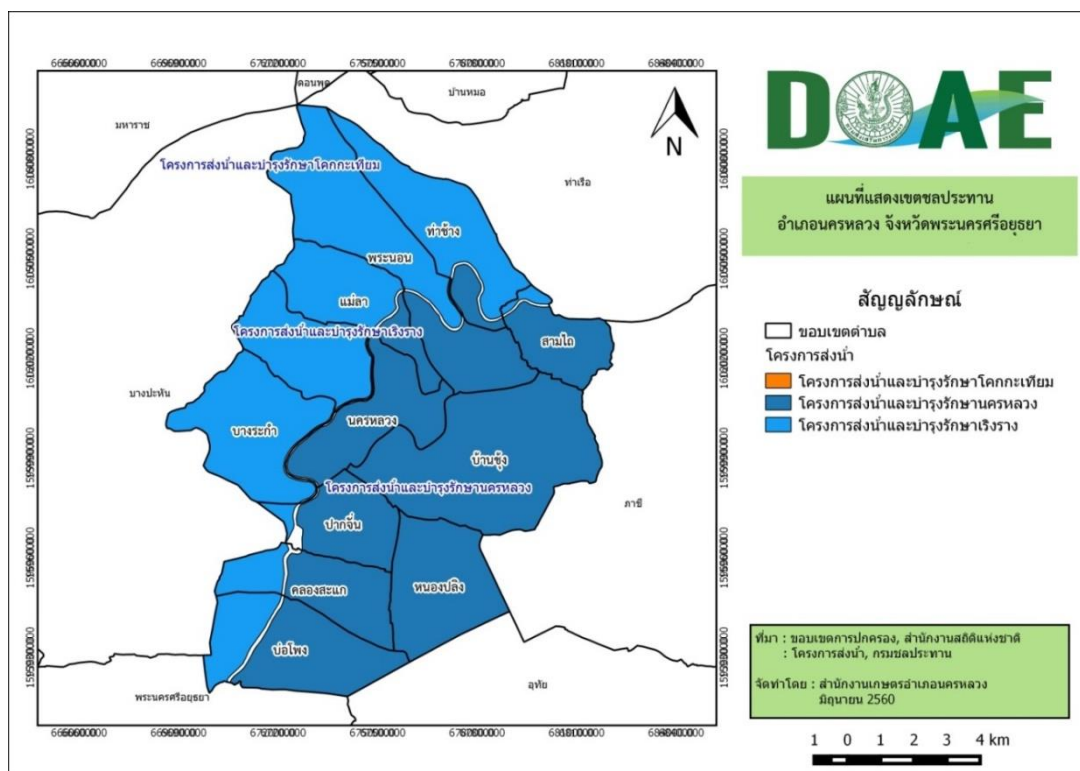 DOAE
แผนที่แสดงเขตชลประทาน
อำเภอนครหลวง จังหวัดพระนครศรีอยุธยา
สัญญลักษณ์
ขอบเขตตำบล
โครงการส่งน้ำ
โครงการส่งน้ำและบำรุงรักษาโคกกะเทียม
โครงการส่งน้ำและบำรุงรักษานครหลวง
โครงการส่งน้ำและบำรุงรักษาเริงราง
ที่มา : ขอบเขตการปกครอง, สำนักงานสถิติแห่งชาติ
: โครงการส่งน้ำ, กรมชลประทาน
จัดทำโดย : สำนักงานเกษตรอำเภอนครหลวง
มิถุนายน 2560
1 0 1 2 3 4 km
N
ดอนพุด
บ้านหมอ
มหาราช
โครงการส่งน้ำและบำรุงรักษาโคกกะเทียม
ท่าเรือ
ท่าช้าง
พระนอน
แม่ลา
โครงการส่งน้ำและบำรุงรักษาเริงราง
สามไถ
บางปะหัน
นครหลวง
บางระกำ
บ้านชุ้ง
โครงการส่งน้ำและบำรุงรักษานครหลวง
ภาชี
ปากจั่น
คลองสะแก
หนองปลิง
บ่อโพง
อุทัย
พระนครศรีอยุธยา